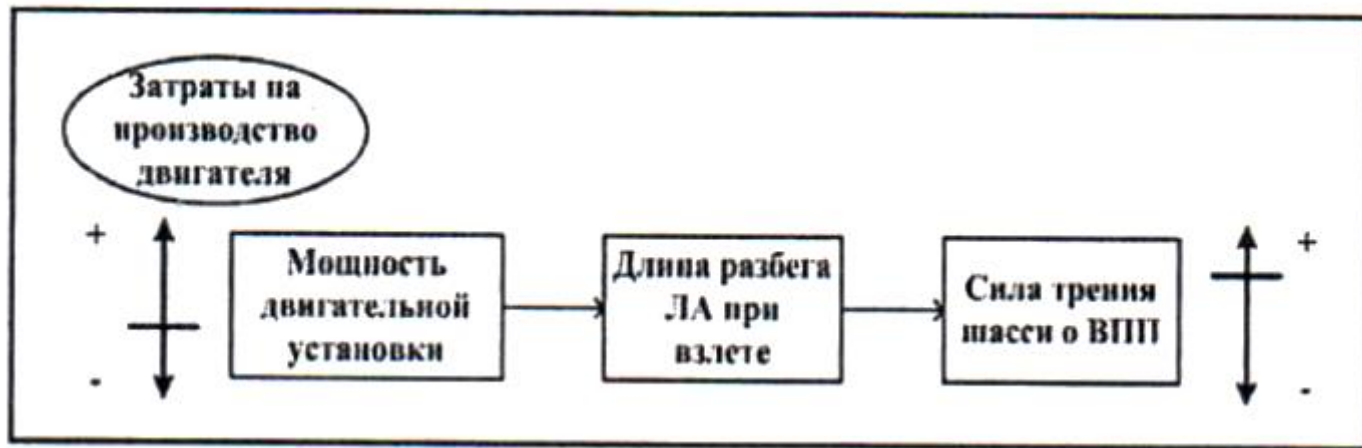 Затраты на
производство
двигателя
+
-
Мощность
двигательной
установки
Длина разбега
ЛА при
взлете
Сила трения
шасси о ВПП
+
-